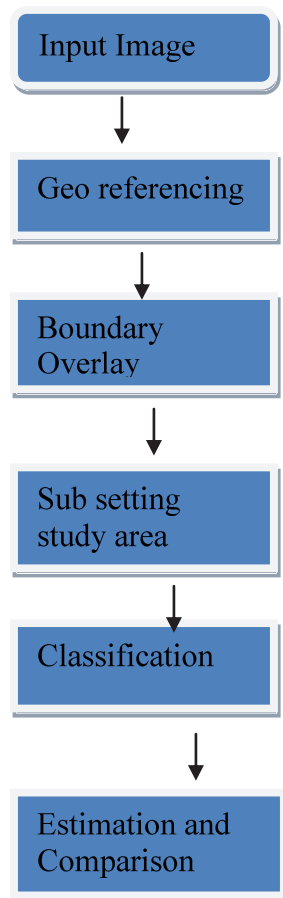 Input Image
Geo referencing
Boundary
Overlay
Sub setting
study area
Classification
Estimation and
Comparison